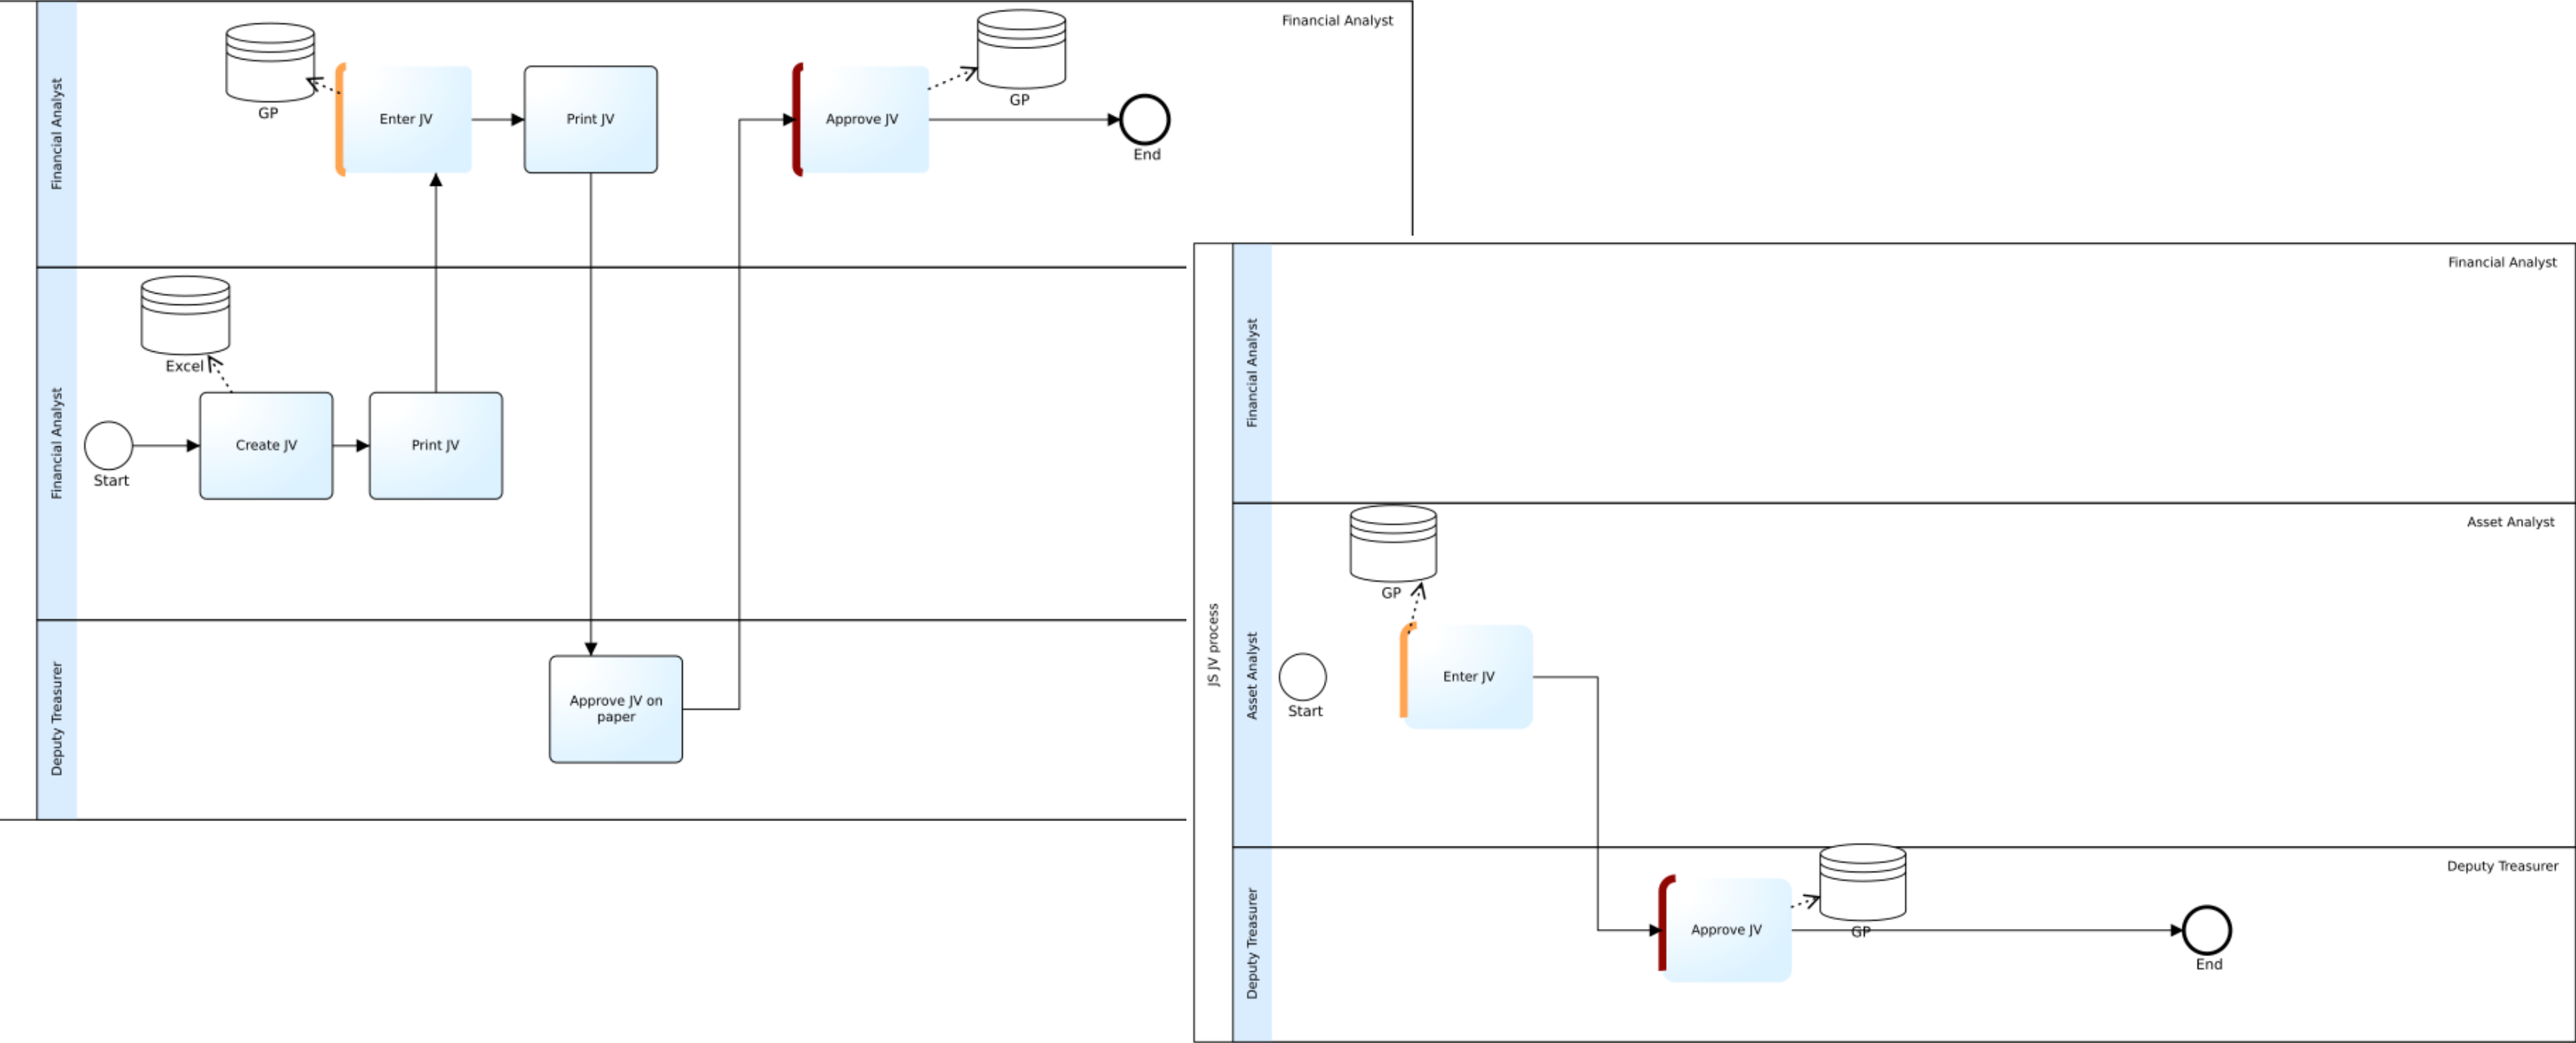 Financial Analyst
Financial Analyst
GP
Enter JV
Print JV
Approve JV
GP
End
Financial Analyst
Excel
Start
Create JV
Print JV
Deputy Treasurer
Approve JV on
paper
JS JV process
Financial Analyst
Financial Analyst
Asset Analyst
Asset Analyst
GP
Start
Enter JV
Deputy Treasurer
Deputy Treasurer
Approve JV
GP
End